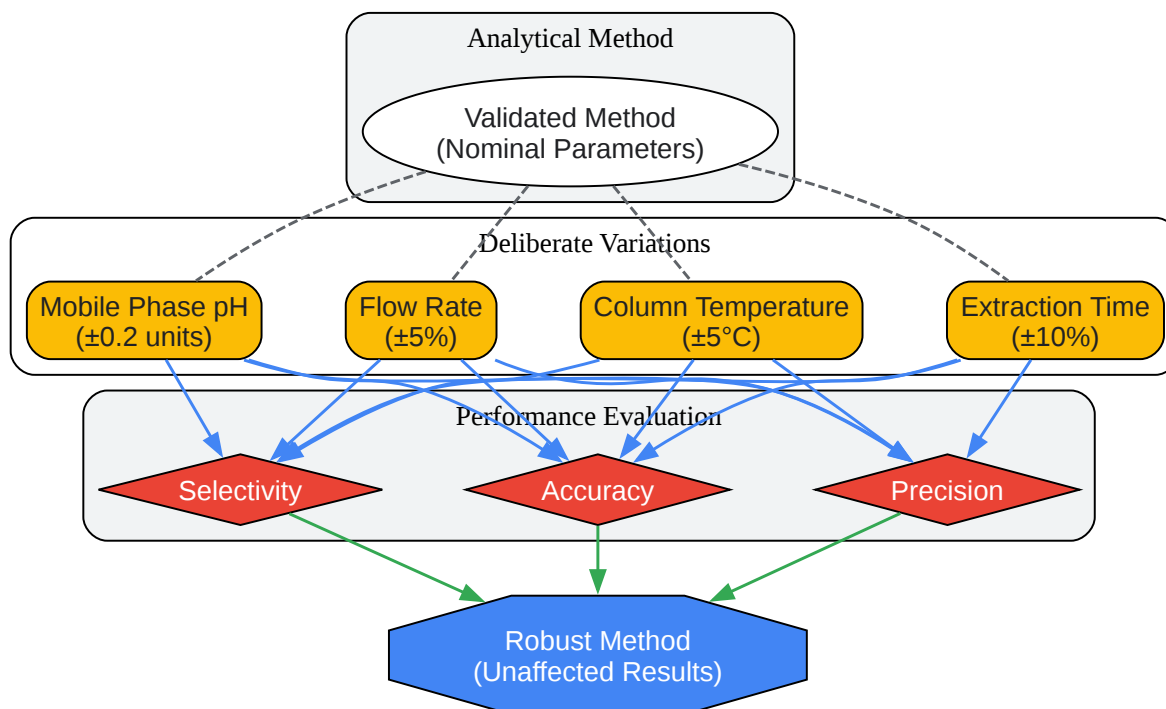 Analytical Method
Validated Method
(Nominal Parameters)
Deliberate Variations
Mobile Phase pH
(±0.2 units)
Flow Rate
(±5%)
Column Temperature
(±5°C)
Extraction Time
(±10%)
Performance Evaluation
Selectivity
Accuracy
Precision
Robust Method
(Unaffected Results)